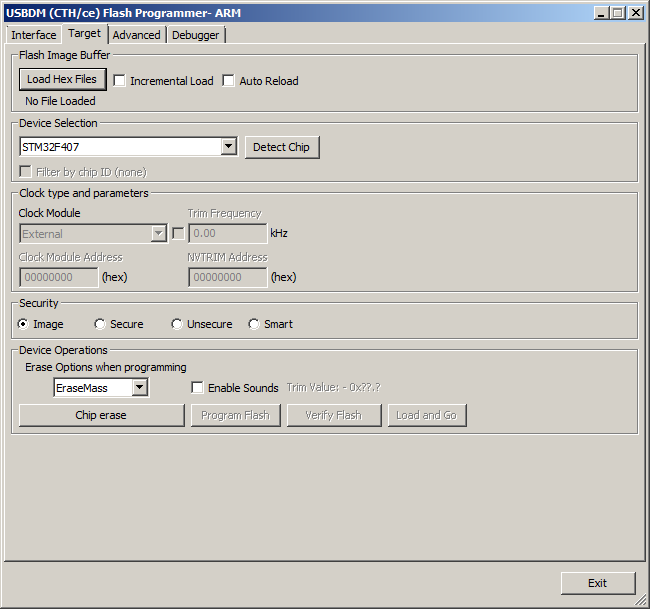 USBDM (CTH/ce) Flash Programmer- ARM
Interface Target Advanced Debugger
Flash Image Buffer
Load Hex Files Incremental Load Auto Reload
No File Loaded
Device Selection
STM32F407 Detect Chip
Filter by chip ID (none)
Clock type and parameters
Clock Module Trim Frequency
External 0.00 kHz
Clock Module Address NVTRIM Address
00000000 (hex) 00000000 (hex)
Security
Image Secure Unsecure Smart
Device Operations
Erase Options when programming
EraseMass Enable Sounds Trim Value: - 0x??.?
Chip erase Program Flash Verify Flash Load and Go
Exit